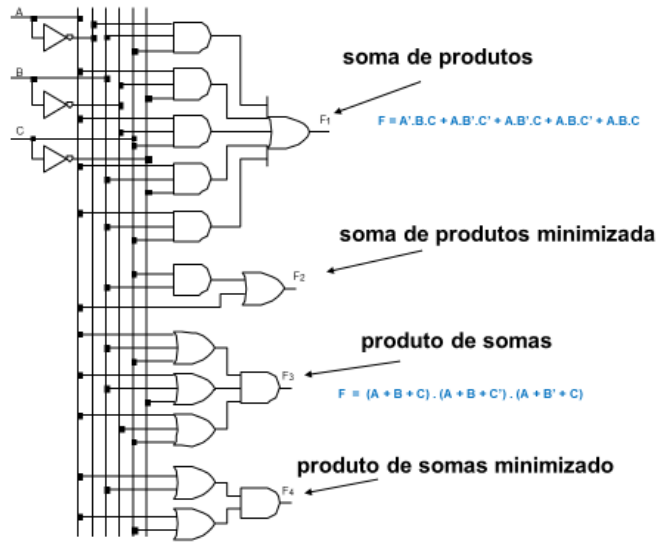 A
B
C
soma de produtos
F1
F = A'.B.C + A.B'.C' + A.B'.C + A.B.C' + A.B.C
soma de produtos minimizada
F2
produto de somas
F3
F = (A + B + C) . (A + B + C') . (A + B' + C)
produto de somas minimizado
F4